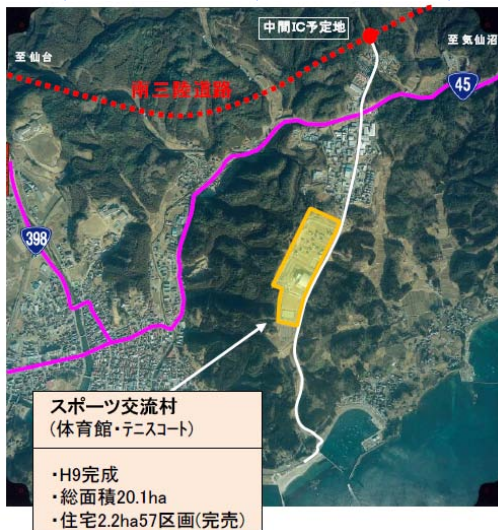 中間IC予定地
至仙台
至気仙沼
南三陸道路
45
398
スポーツ交流村
(体育館・テニスコート)
・H9完成
・総面積20.1ha
・住宅2.2ha57区画(完売)